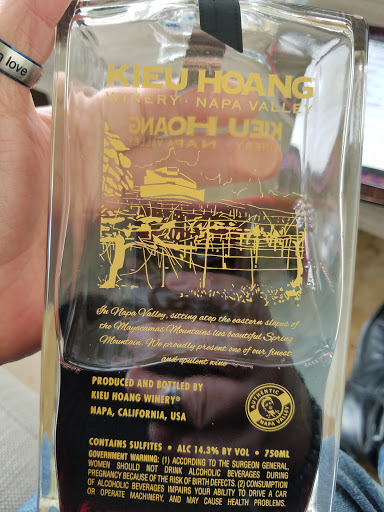 love
KIEU HOANG
WINERY · NAPA VALLEY
KIEU HOANG
WINERY · NAPA VALLEY
In Napa Valley, sitting atop the eastern slopes of
the Mayacamas Mountains lies beautiful Spring
Mountain. We proudly present one of our finest
and opulent wine
PRODUCED AND BOTTLED BY
KIEU HOANG WINERY®
NAPA, CALIFORNIA, USA
AUTHENTIC
NAPA VALLEY
CONTAINS SULFITES • ALC 14.3% BY VOL • 750ML
GOVERNMENT WARNING: (1) ACCORDING TO THE SURGEON GENERAL,
WOMEN SHOULD NOT DRINK ALCOHOLIC BEVERAGES DURING
PREGNANCY BECAUSE OF THE RISK OF BIRTH DEFECTS. (2) CONSUMPTION
OF ALCOHOLIC BEVERAGES IMPAIRS YOUR ABILITY TO DRIVE A CAR
OR OPERATE MACHINERY, AND MAY CAUSE HEALTH PROBLEMS.